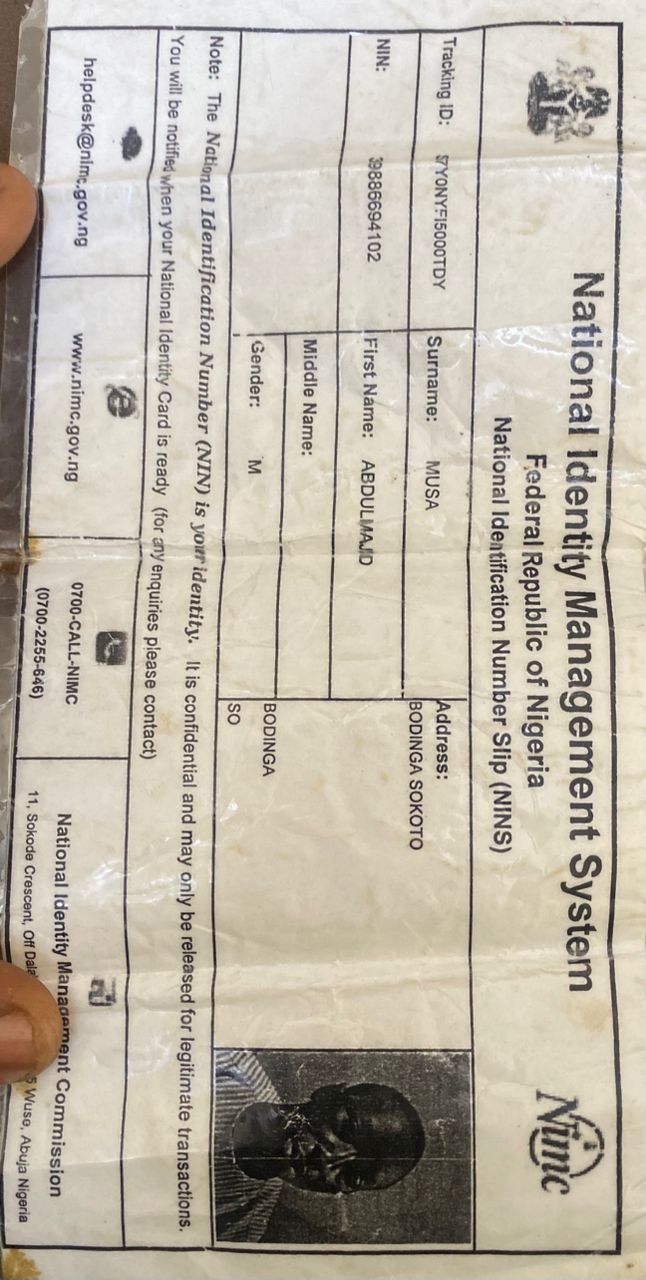 National Identity Management System
Federal Republic of Nigeria
National Identification Number Slip (NINS)
Nimc
Tracking ID: S7Y0NYFI5000TDY
Surname: MUSA
Address:
BODINGA SOKOTO
NIN: 39886694102
First Name: ABDULMAJID
Middle Name:
Gender: M
BODINGA
SO
Note: The National Identification Number (NIN) is your identity. It is confidential and may only be released for legitimate transactions.
You will be notified when your National Identity Card is ready (for any enquiries please contact)
helpdesk@nimc.gov.ng
www.nimc.gov.ng
0700-CALL-NIMC
(0700-2255-646)
National Identity Management Commission
11, Sokode Crescent, Off 5 Wuse, Abuja Nigeria